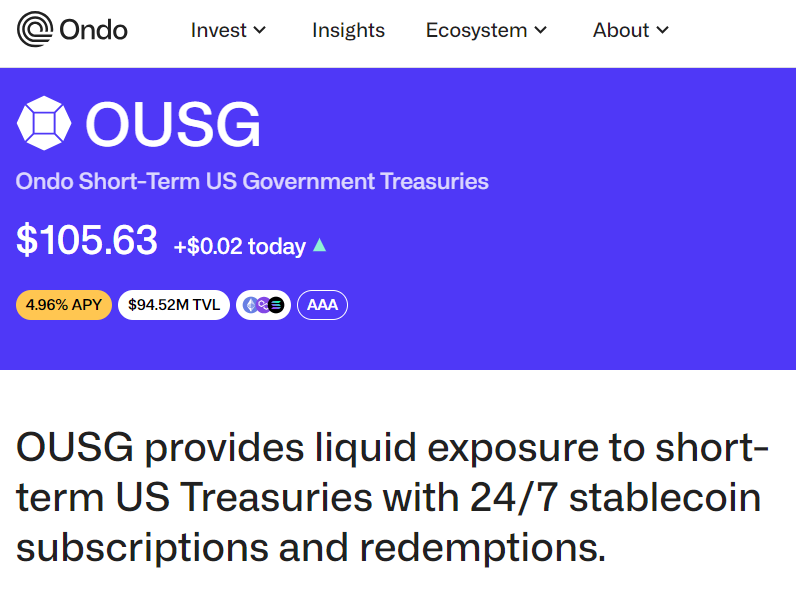 Ondo Invest Insights Ecosystem About
OUSG
Ondo Short-Term US Government Treasuries
$105.63 +$0.02 today
4.96% APY $94.52M TVL AAA
OUSG provides liquid exposure to short-
term US Treasuries with 24/7 stablecoin
subscriptions and redemptions.